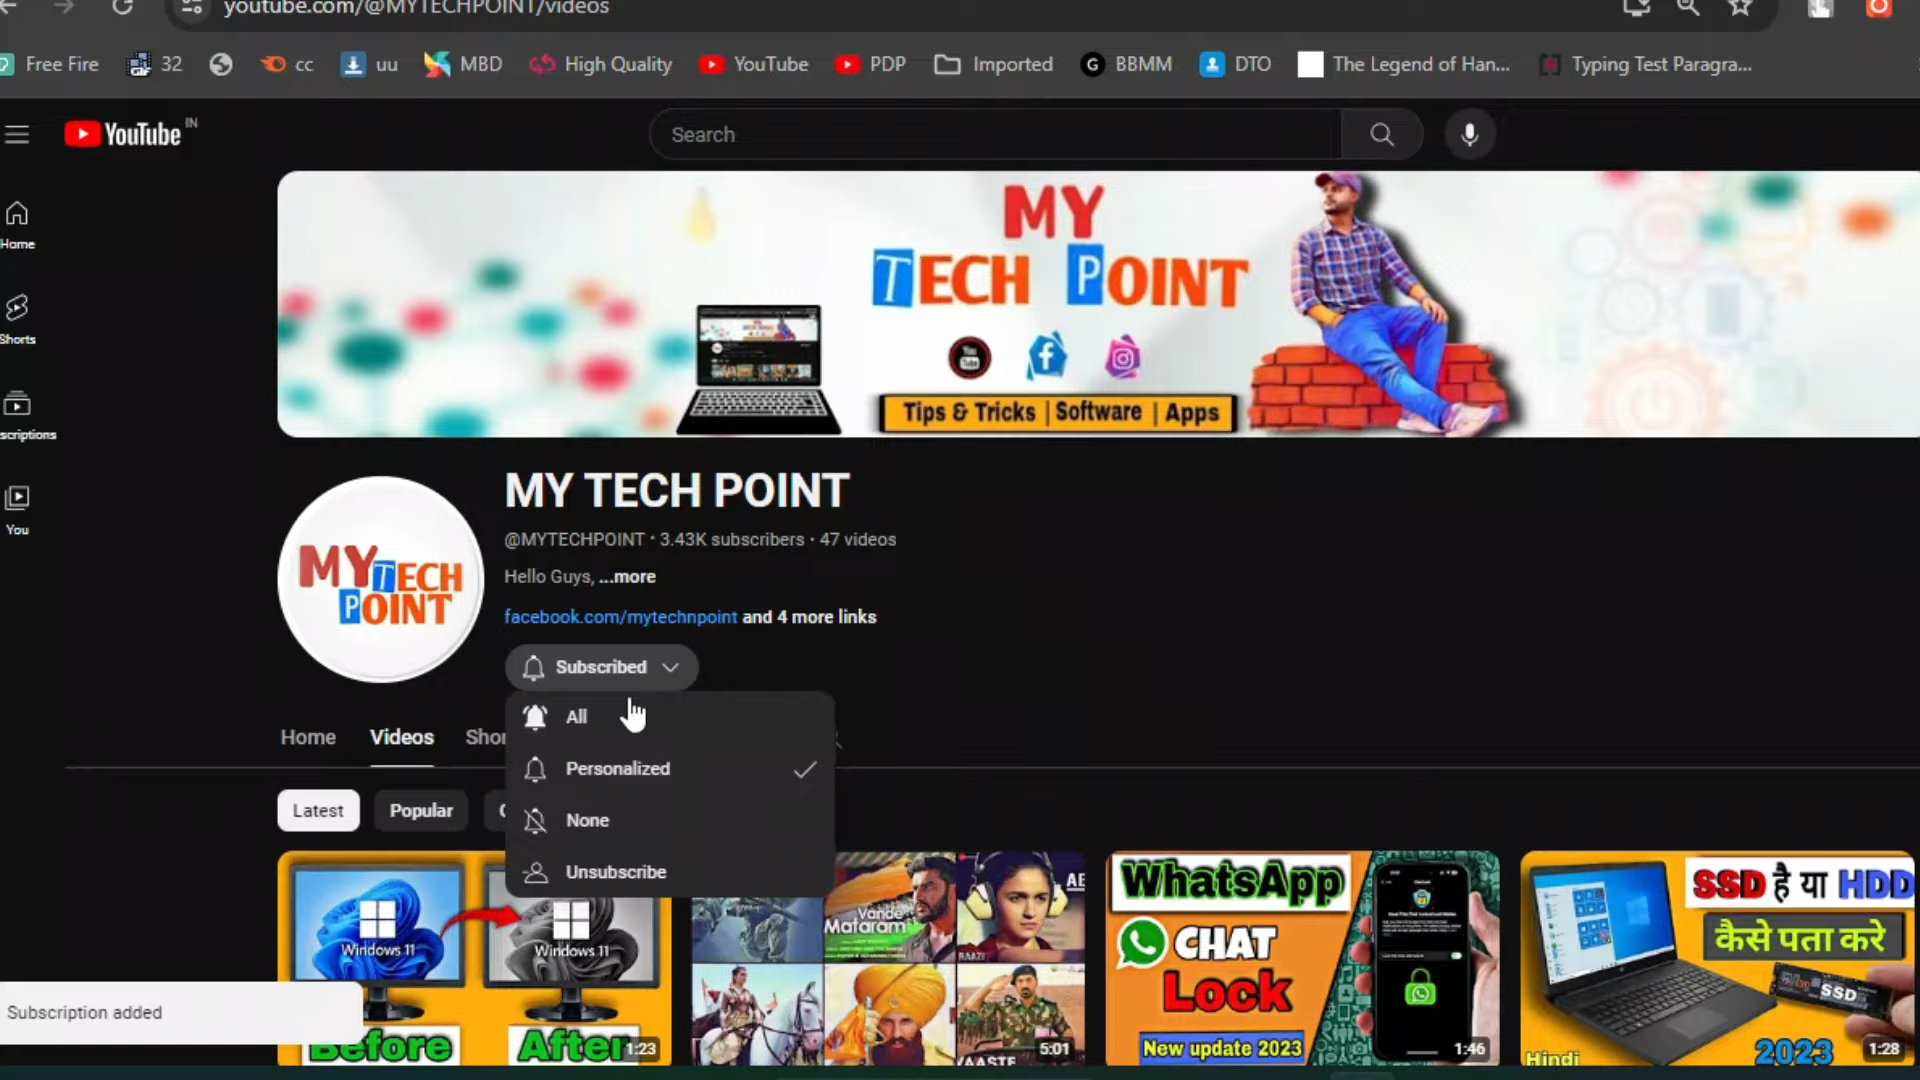 youtube.com/@MYTECHPOINT/videos
Free Fire
32
cc
uu
MBD
High Quality
YouTube
PDP
Imported
G
BBMM
DTO
The Legend of Han...
Typing Test Paragra...
YouTube IN
Search
Home
Shorts
scriptions
You
MY
TECH POINT
You
Tube
Tips & Tricks | Software | Apps
MY TECH
POINT
MY TECH POINT
@MYTECHPOINT • 3.43K subscribers • 47 videos
Hello Guys, ...more
facebook.com/mytechnpoint and 4 more links
Subscribed
All
Personalized
None
Unsubscribe
Home
Videos
Shor
Latest
Popular
Windows 11
Windows 11
Before
After
1:23
Vande
Mataram
RAAZI
VAASTE
5:01
WhatsApp
CHAT
Lock
New update 2023
1:46
SSD है या HDD
कैसे पता करे
SSD
Hindi
2023
1:28
Subscription added